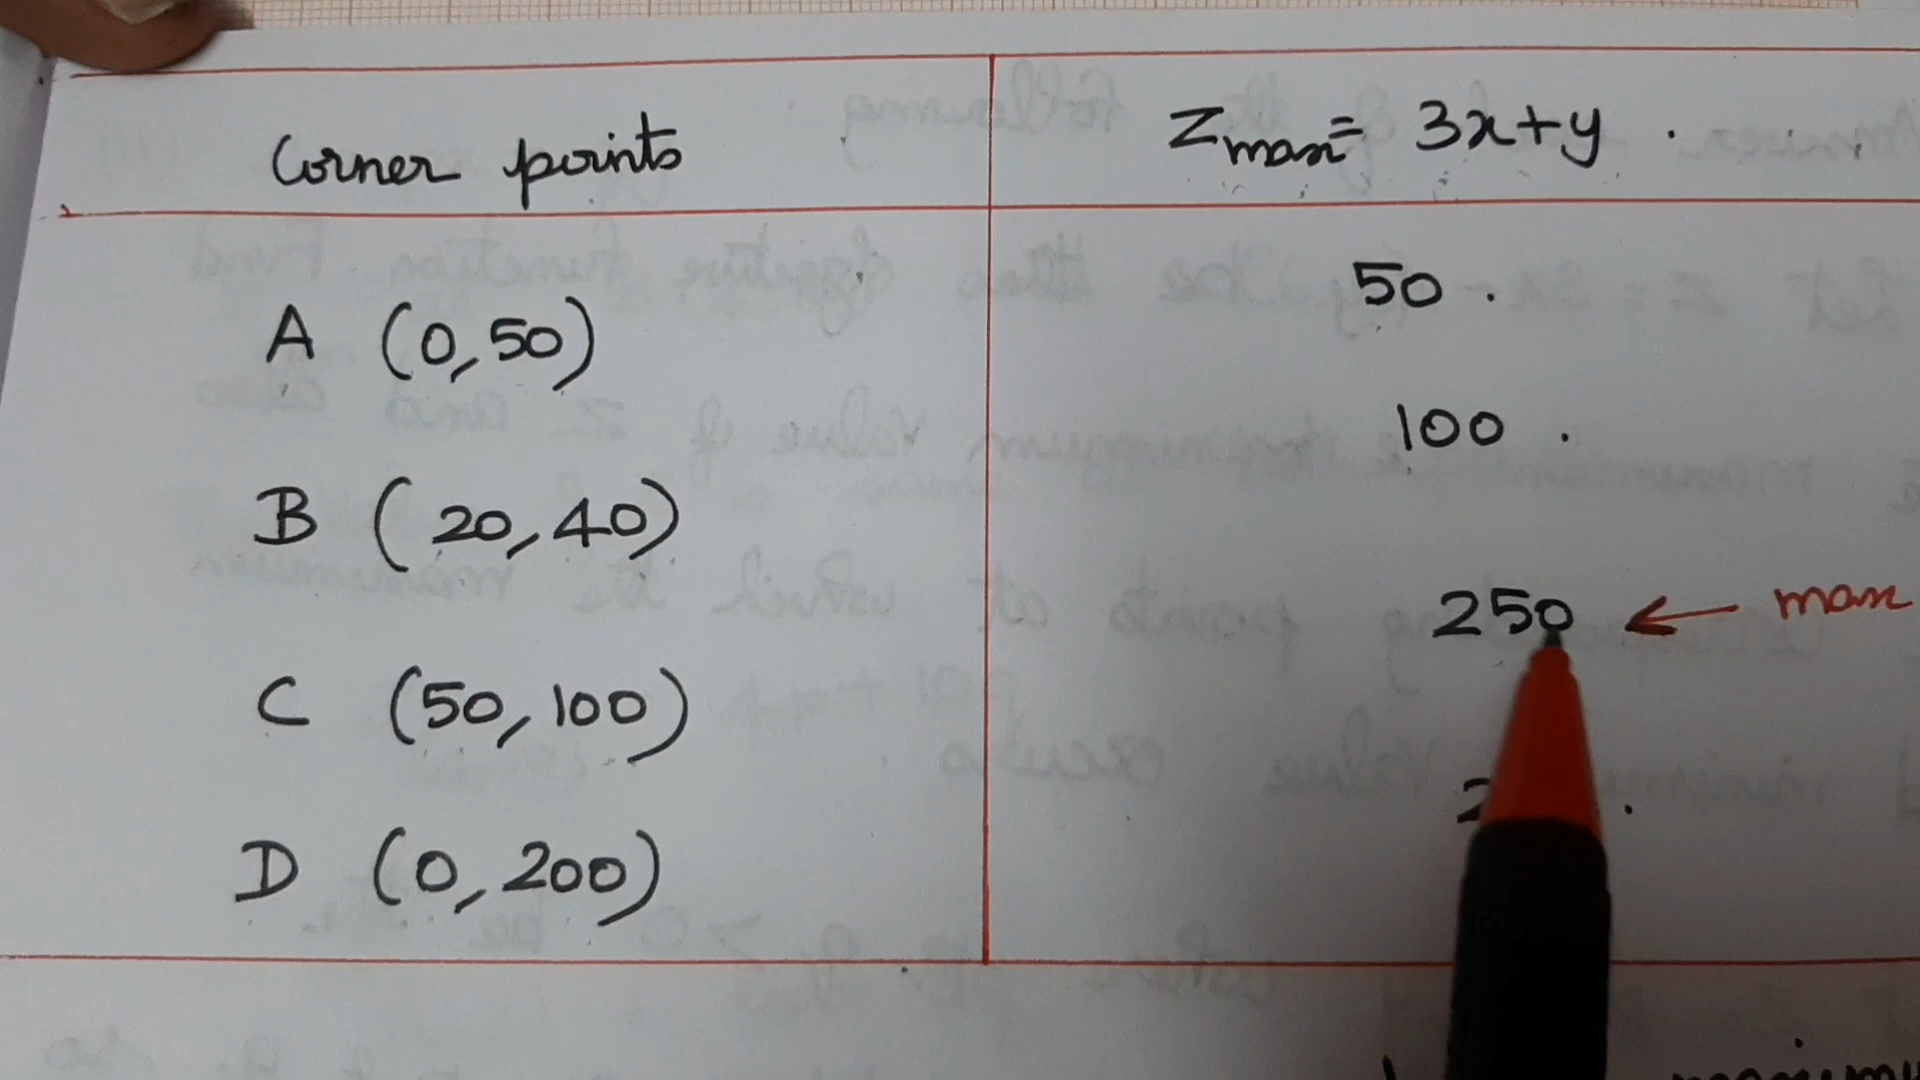 Corner points Zmax = 3x+y .
A (0,50) 50 .
B (20,40) 100 .
C (50,100) 250 ← max
D (0,200)